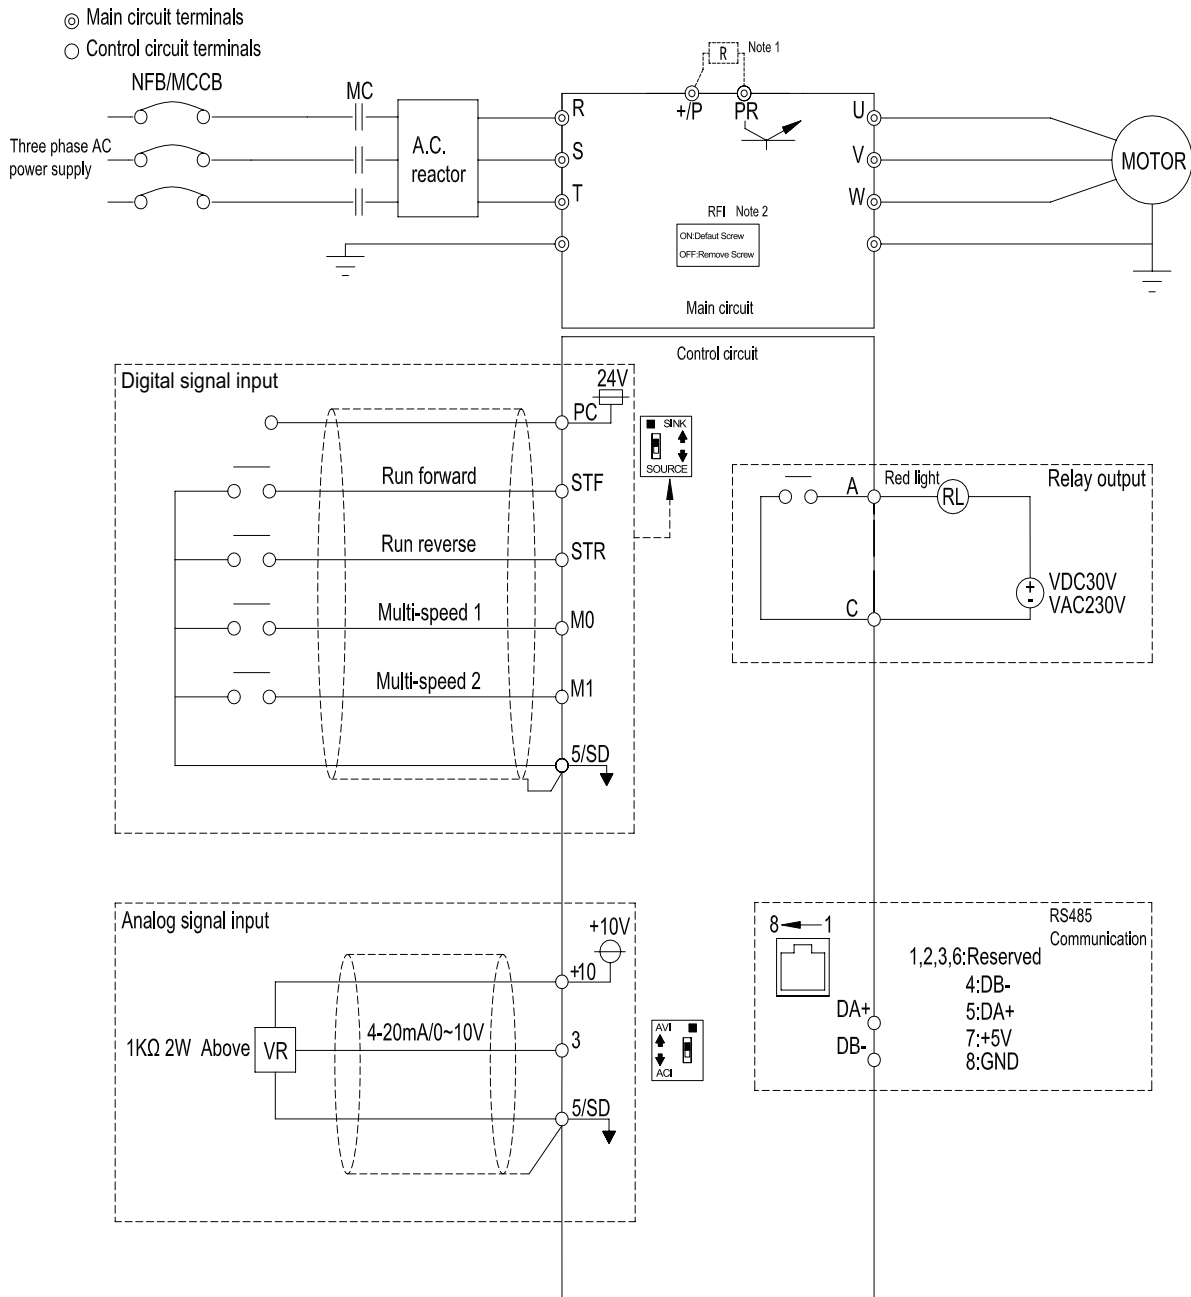 Main circuit terminals
Control circuit terminals
NFB/MCCB
MC
Three phase AC
power supply
A.C.
reactor
R
S
T
R
Note 1
+/P
PR
U
V
W
MOTOR
RFI Note 2
ON:Defaut Screw
OFF:Remove Screw
Main circuit
Control circuit
Digital signal input
24V
PC
SINK
SOURCE
Run forward
STF
Run reverse
STR
Multi-speed 1
M0
Multi-speed 2
M1
5/SD
Relay output
A
Red light
RL
+
-
VDC30V
VAC230V
C
Analog signal input
+10V
+10
4-20mA/0~10V
3
1KΩ 2W Above
VR
5/SD
AVI
ACI
RS485
Communication
8
1
1,2,3,6:Reserved
4:DB-
5:DA+
7:+5V
8:GND
DA+
DB-